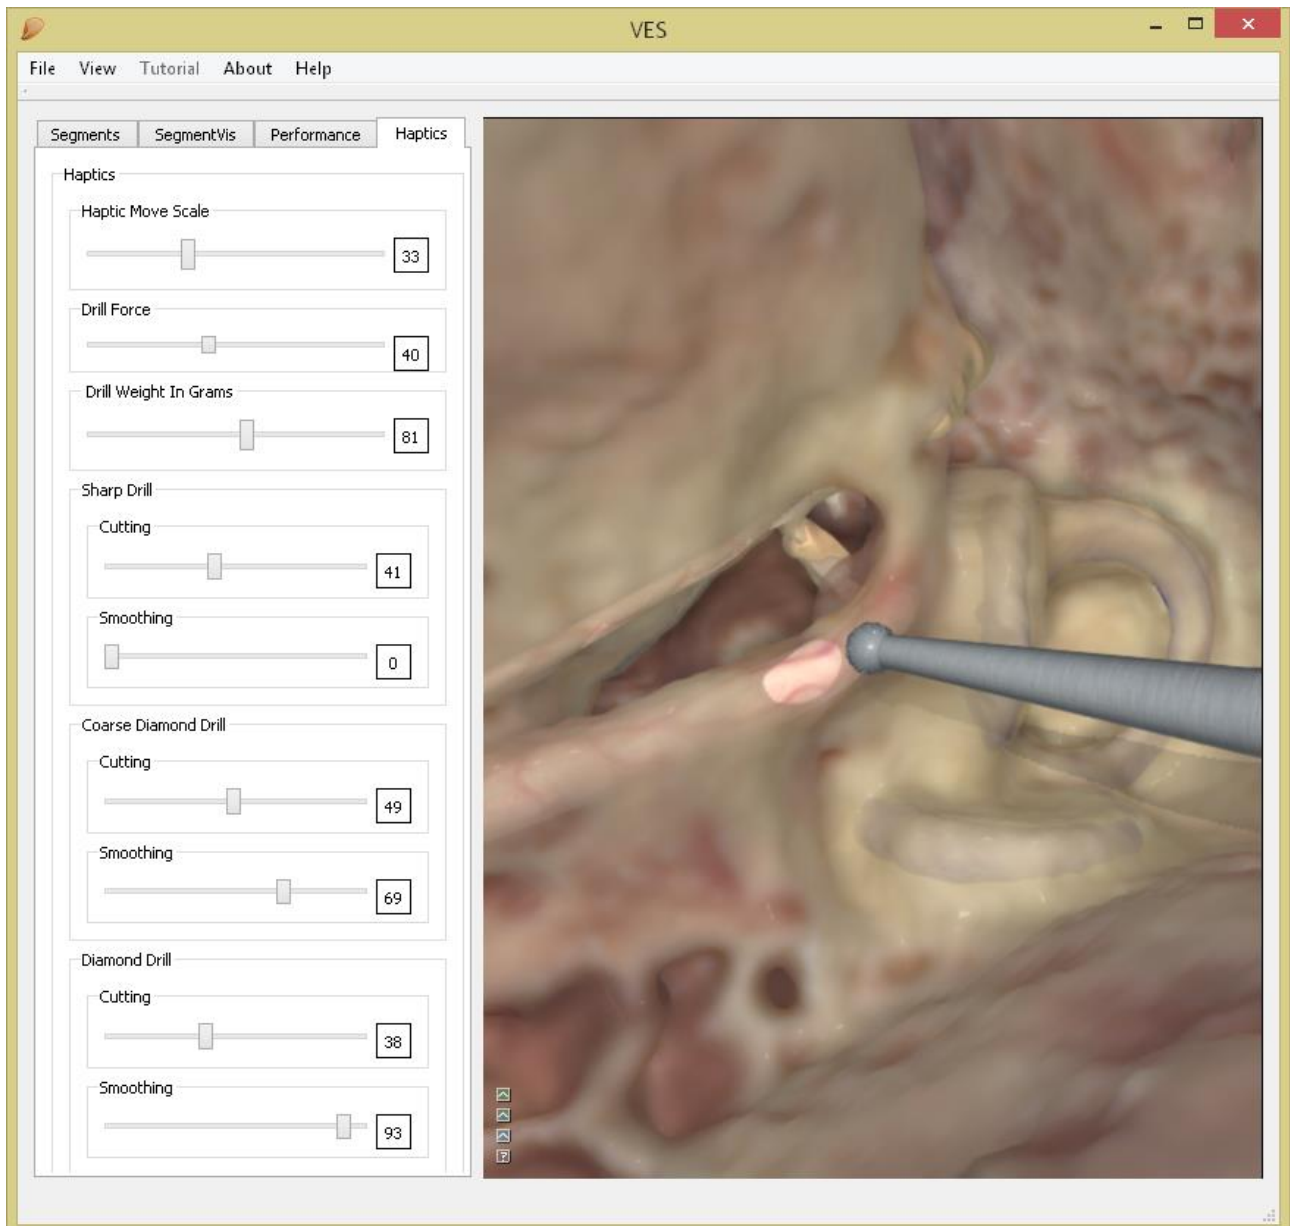 VES
File View Tutorial About Help
Segments SegmentVis Performance Haptics
Haptics
Haptic Move Scale
33
Drill Force
40
Drill Weight In Grams
81
Sharp Drill
Cutting
41
Smoothing
0
Coarse Diamond Drill
Cutting
49
Smoothing
69
Diamond Drill
Cutting
38
Smoothing
93
?